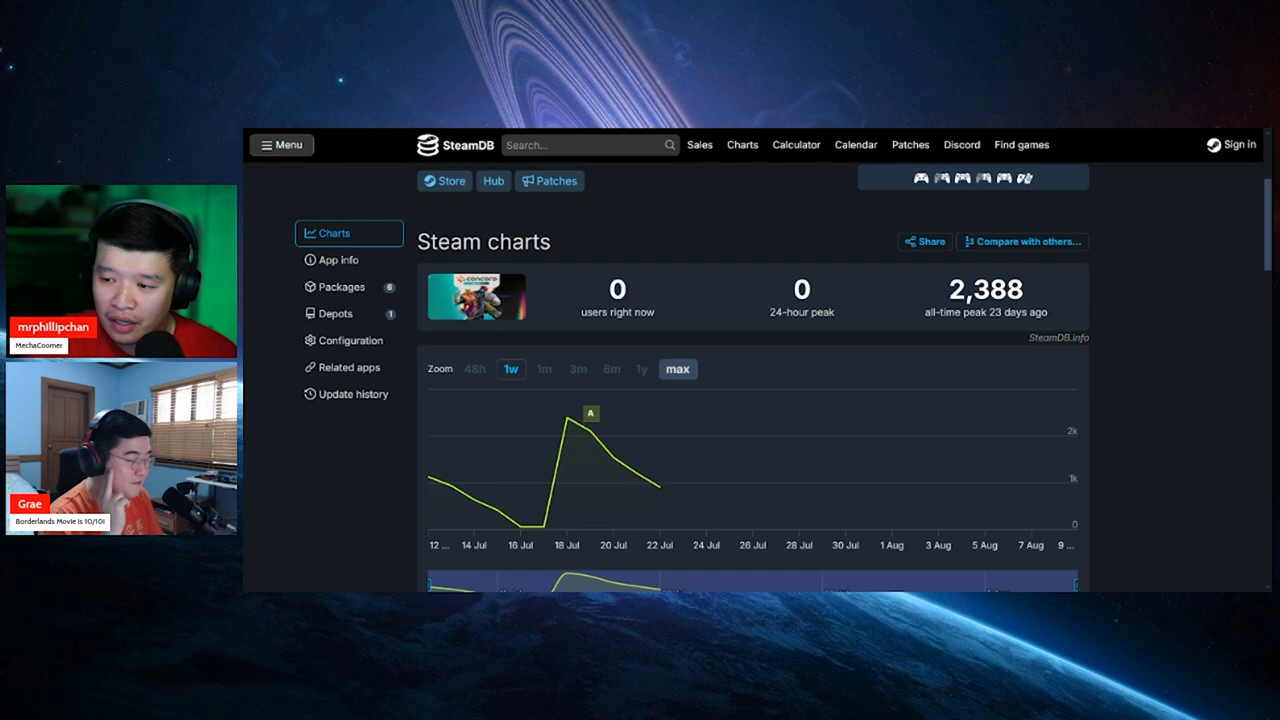 Menu
SteamDB
Search...
Sales
Charts
Calculator
Calendar
Patches
Discord
Find games
Sign in
Store
Hub
Patches
Charts
App info
Packages 6
Depots 1
Configuration
Related apps
Update history
Steam charts
Share
Compare with others...
CONCORD
0
users right now
0
24-hour peak
2,388
all-time peak 23 days ago
SteamDB.info
Zoom 48h 1w 1m 3m 6m 1y max
A
2k
1k
0
12 ... 14 Jul 16 Jul 18 Jul 20 Jul 22 Jul 24 Jul 26 Jul 28 Jul 30 Jul 1 Aug 3 Aug 5 Aug 7 Aug 9 ...
mrphillipchan
MechaCoomer
Grae
Borderlands Movie is 10/10!